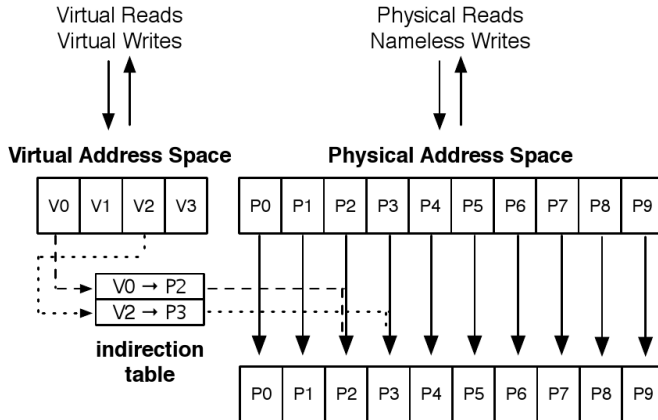 Virtual Reads
Virtual Writes
Physical Reads
Nameless Writes
Virtual Address Space
Physical Address Space
V0 V1 V2 V3
P0 P1 P2 P3 P4 P5 P6 P7 P8 P9
V0 → P2
V2 → P3
indirection
table
P0 P1 P2 P3 P4 P5 P6 P7 P8 P9